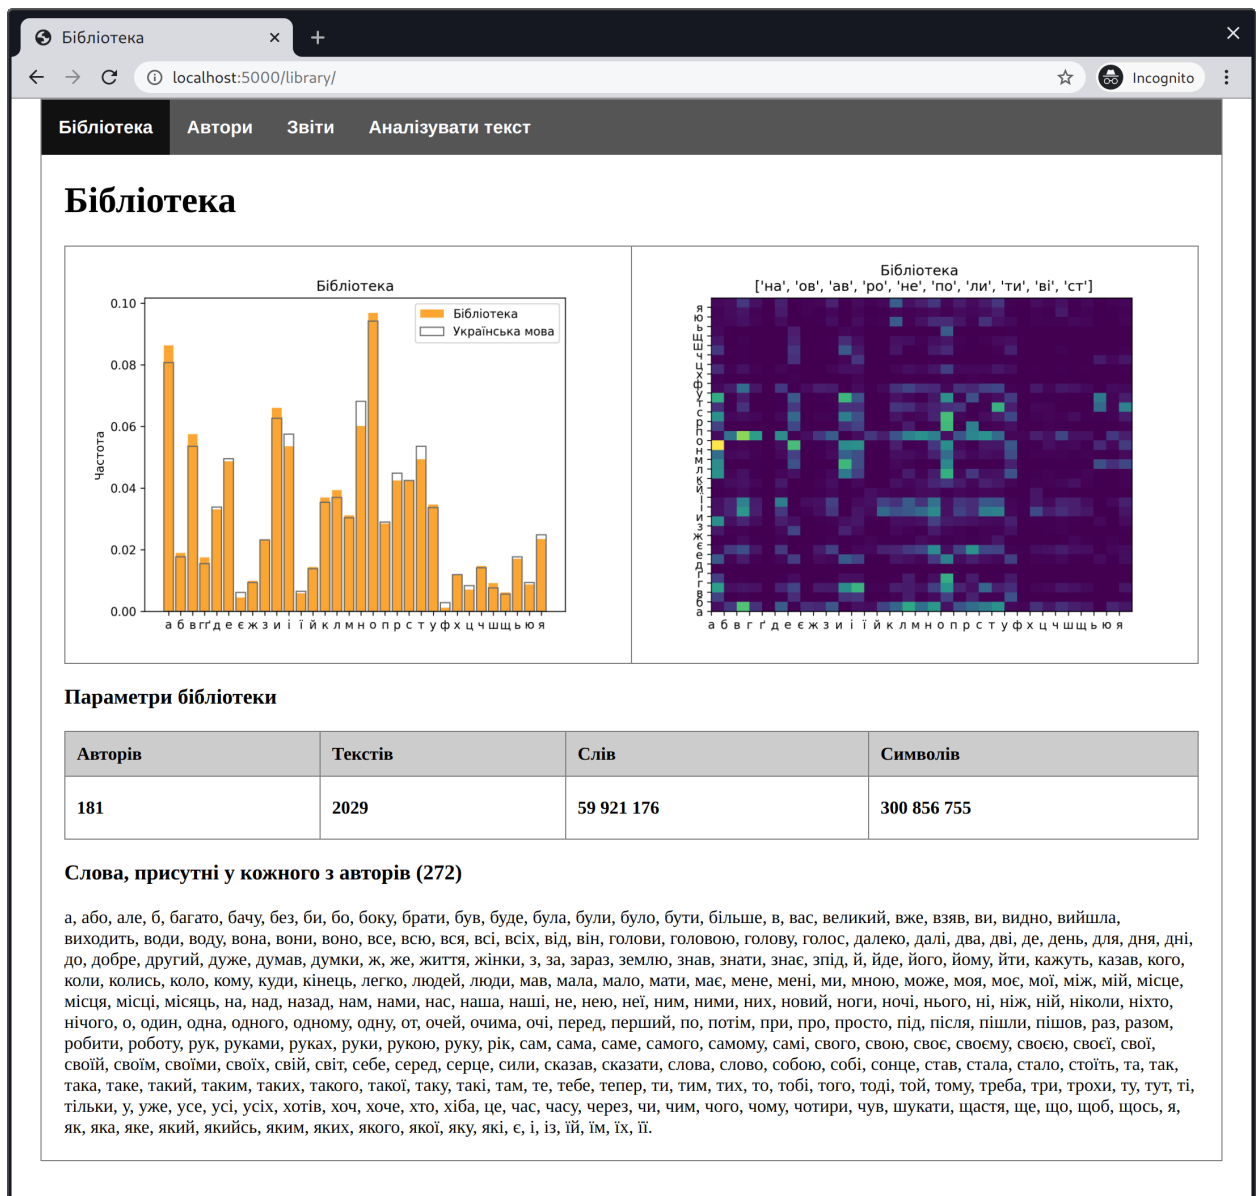 Бібліотека
localhost:5000/library/
Incognito
Бібліотека Автори Звіти Аналізувати текст
Бібліотека
Бібліотека
Бібліотека
Українська мова
Частота
0.10
0.08
0.06
0.04
0.02
0.00
а б в г ґ д е є ж з и і ї й к л м н о п р с т у ф х ц ч ш щ ь ю я
Бібліотека
['на', 'ов', 'ав', 'ро', 'не', 'по', 'ли', 'ти', 'ві', 'ст']
я
ю
ь
щ
ш
ч
ц
х
ф
у
т
с
р
п
о
н
м
л
к
й
ї
і
и
з
ж
є
е
д
ґ
г
в
б
а
а б в г ґ д е є ж з и і ї й к л м н о п р с т у ф х ц ч ш щ ь ю я
Параметри бібліотеки
Авторів Текстів Слів Символів
181 2029 59 921 176 300 856 755
Слова, присутні у кожного з авторів (272)
а, або, але, б, багато, бачу, без, би, бо, боку, брати, був, буде, була, були, було, бути, більше, в, вас, великий, вже, взяв, ви, видно, вийшла,
виходить, води, воду, вона, вони, воно, все, всю, вся, всі, всіх, від, він, голови, головою, голову, голос, далеко, далі, два, дві, де, день, для, дня, дні,
до, добре, другий, дуже, думав, думки, ж, же, життя, жінки, з, за, зараз, землю, знав, знати, знає, зпід, й, йде, його, йому, йти, кажуть, казав, кого,
коли, колись, коло, кому, куди, кінець, легко, людей, люди, мав, мала, мало, мати, має, мене, мені, ми, мною, може, моя, моє, мої, між, мій, місце,
місця, місці, місяць, на, над, назад, нам, нами, нас, наша, наші, не, нею, неї, ним, ними, них, новий, ноги, ночі, нього, ні, ніж, ній, ніколи, ніхто,
нічого, о, один, одна, одного, одному, одну, от, очей, очима, очі, перед, перший, по, потім, при, про, просто, під, після, пішли, пішов, раз, разом,
робити, роботу, рук, руками, руках, руки, рукою, руку, рік, сам, сама, саме, самого, самому, самі, свого, свою, своє, своєму, своєю, своєї, свої,
своїй, своїм, своїми, своїх, свій, світ, себе, серед, серце, сили, сказав, сказати, слова, слово, собою, собі, сонце, став, стала, стало, стоїть, та, так,
така, таке, такий, таким, таких, такого, такої, таку, такі, там, те, тебе, тепер, ти, тим, тих, то, тобі, того, тоді, той, тому, треба, три, трохи, ту, тут, ті,
тільки, у, уже, усе, усі, усіх, хотів, хоч, хоче, хто, хіба, це, час, часу, через, чи, чим, чого, чому, чотири, чув, шукати, щастя, ще, що, щоб, щось, я,
як, яка, яке, який, якийсь, яким, яких, якого, якої, яку, які, є, і, із, їй, їм, їх, її.